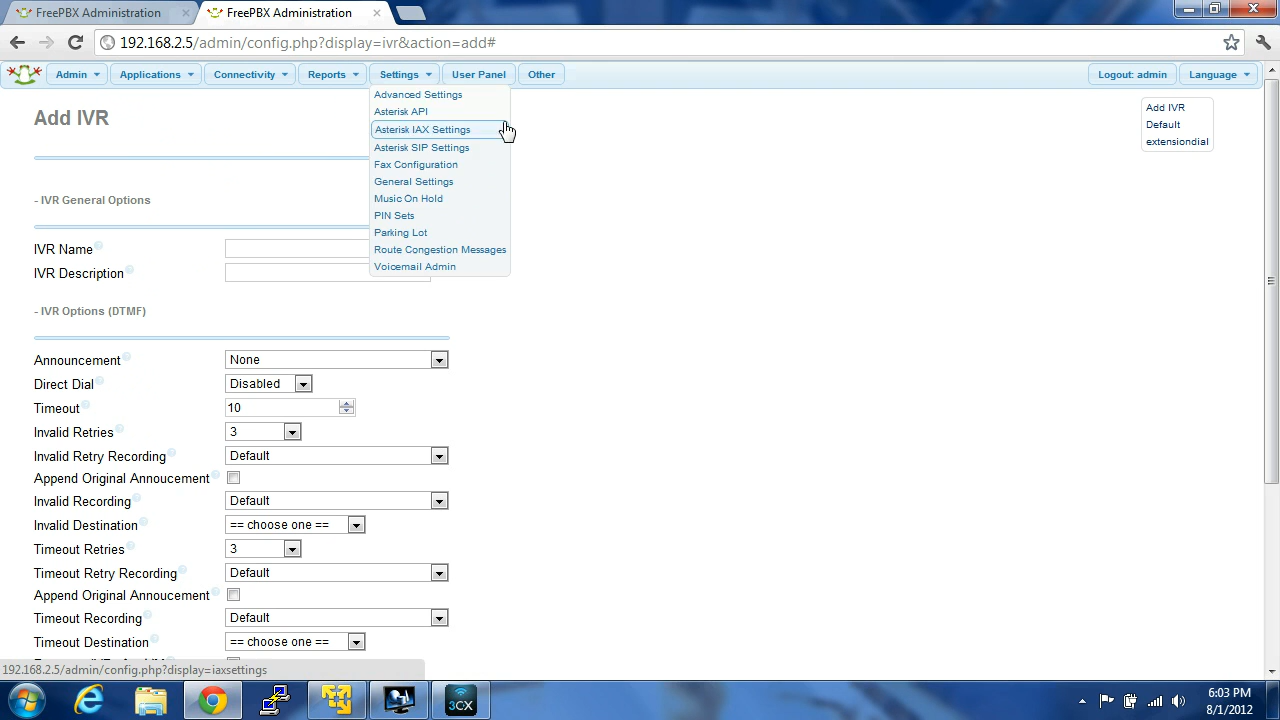 FreePBX Administration
FreePBX Administration
192.168.2.5/admin/config.php?display=ivr&action=add#
Admin
Applications
Connectivity
Reports
Settings
User Panel
Other
Logout: admin
Language
Advanced Settings
Asterisk API
Asterisk IAX Settings
Asterisk SIP Settings
Fax Configuration
General Settings
Music On Hold
PIN Sets
Parking Lot
Route Congestion Messages
Voicemail Admin
Add IVR
Default
extensiondial
Add IVR
- IVR General Options
IVR Name
IVR Description
- IVR Options (DTMF)
Announcement None
Direct Dial Disabled
Timeout 10
Invalid Retries 3
Invalid Retry Recording Default
Append Original Annoucement
Invalid Recording Default
Invalid Destination == choose one ==
Timeout Retries 3
Timeout Retry Recording Default
Append Original Annoucement
Timeout Recording Default
Timeout Destination == choose one ==
192.168.2.5/admin/config.php?display=iaxsettings
3CX
6:03 PM
8/1/2012